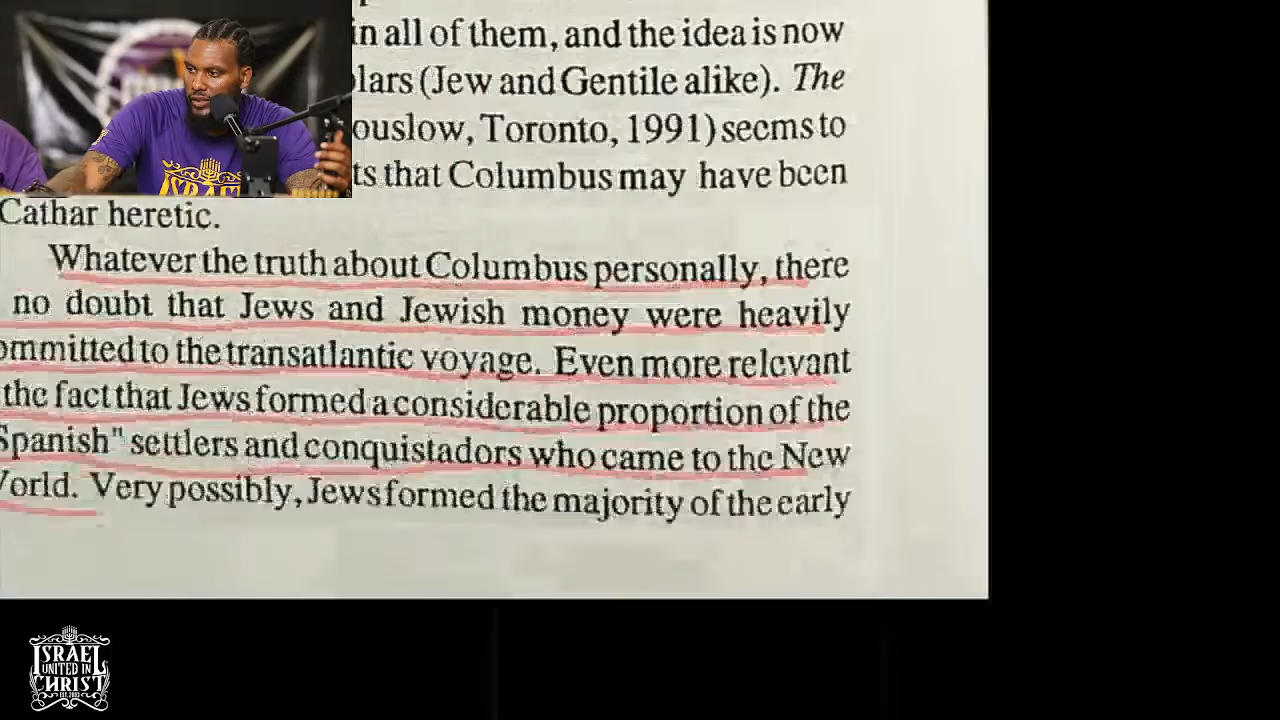 in all of them, and the idea is now
lars (Jew and Gentile alike). The
ouslow, Toronto, 1991) seems to
ts that Columbus may have been
Cathar heretic.
Whatever the truth about Columbus personally, there
no doubt that Jews and Jewish money were heavily
ommitted to the transatlantic voyage. Even more relevant
the fact that Jews formed a considerable proportion of the
Spanish" settlers and conquistadors who came to the New
orld. Very possibly, Jews formed the majority of the early
ISRAEL
ISRAEL
UNITED IN
CHRIST
EST. 2003